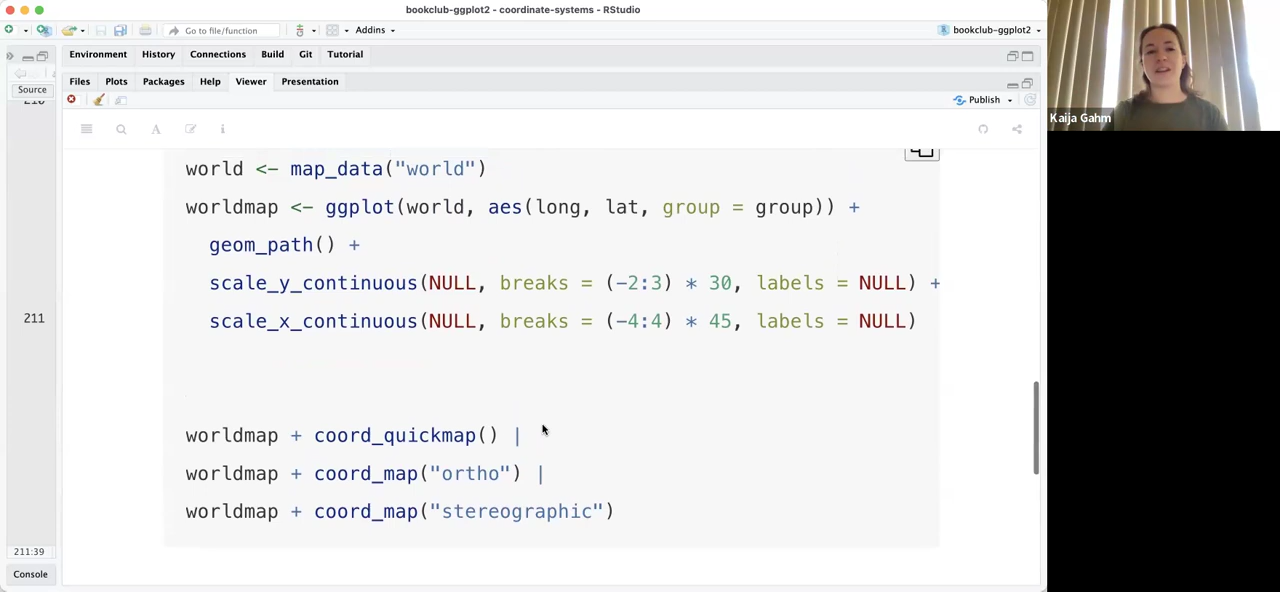 bookclub-ggplot2 - coordinate-systems - RStudio
Go to file/function
Addins
bookclub-ggplot2
Environment History Connections Build Git Tutorial
Files Plots Packages Help Viewer Presentation
Source
Publish
Kaija Gahm
world <- map_data("world")
worldmap <- ggplot(world, aes(long, lat, group = group)) +
geom_path() +
scale_y_continuous(NULL, breaks = (-2:3) * 30, labels = NULL) +
211
scale_x_continuous(NULL, breaks = (-4:4) * 45, labels = NULL)
worldmap + coord_quickmap() |
worldmap + coord_map("ortho") |
worldmap + coord_map("stereographic")
211:39
Console